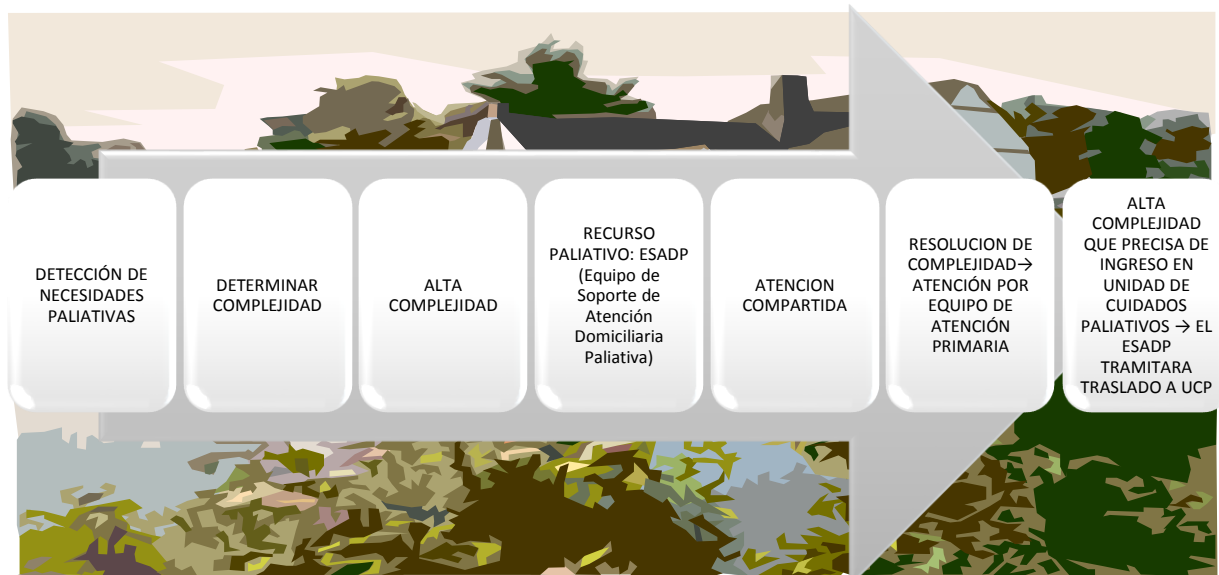 DETECCIÓN DE
NECESIDADES
PALIATIVAS
DETERMINAR
COMPLEJIDAD
ALTA
COMPLEJIDAD
RECURSO
PALIATIVO: ESADP
(Equipo de
Soporte de
Atención
Domiciliaria
Paliativa)
ATENCION
COMPARTIDA
RESOLUCION DE
COMPLEJIDAD→
ATENCIÓN POR
EQUIPO DE
ATENCIÓN
PRIMARIA
ALTA
COMPLEJIDAD
QUE PRECISA DE
INGRESO EN
UNIDAD DE
CUIDADOS
PALIATIVOS → EL
ESADP
TRAMITARA
TRASLADO A UCP